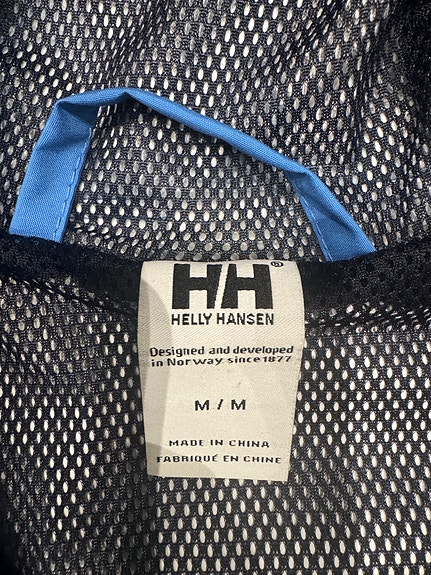 HH®
HELLY HANSEN
Designed and developed
in Norway since 1877
M / M
MADE IN CHINA
FABRIQUÉ EN CHINE